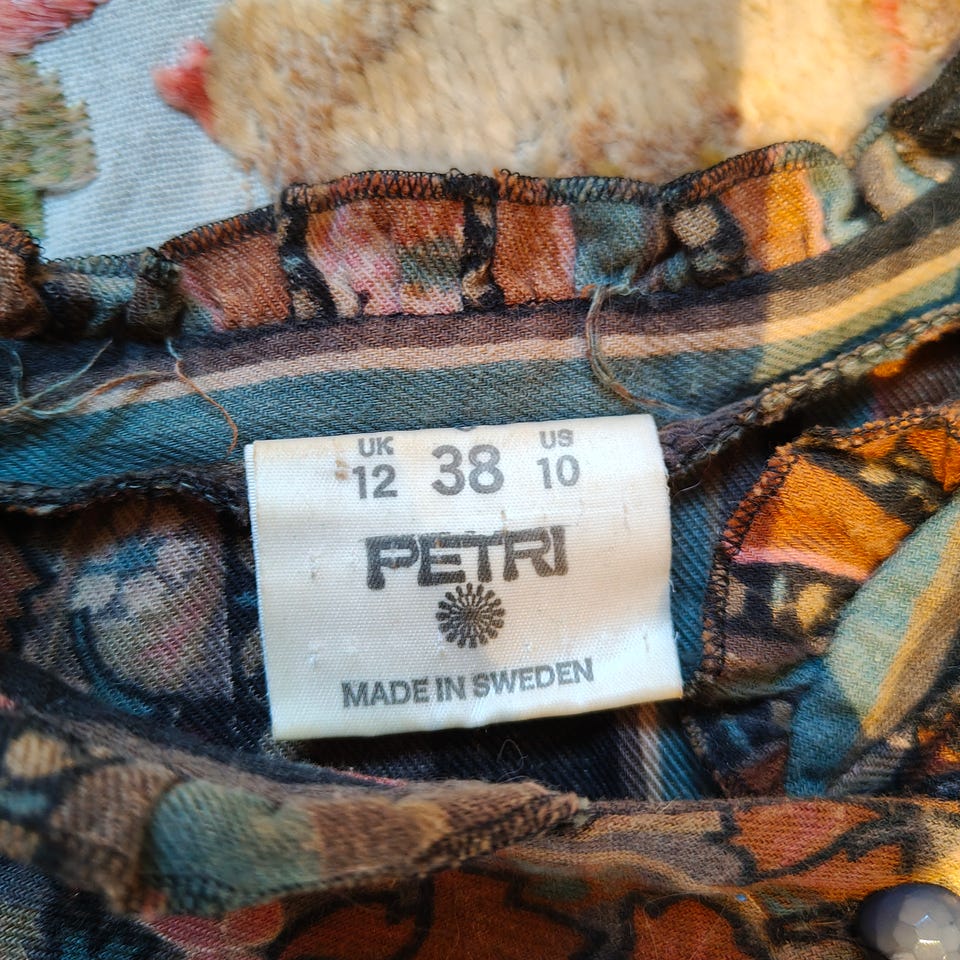 UK 38 US
12 10
PETRI
MADE IN SWEDEN